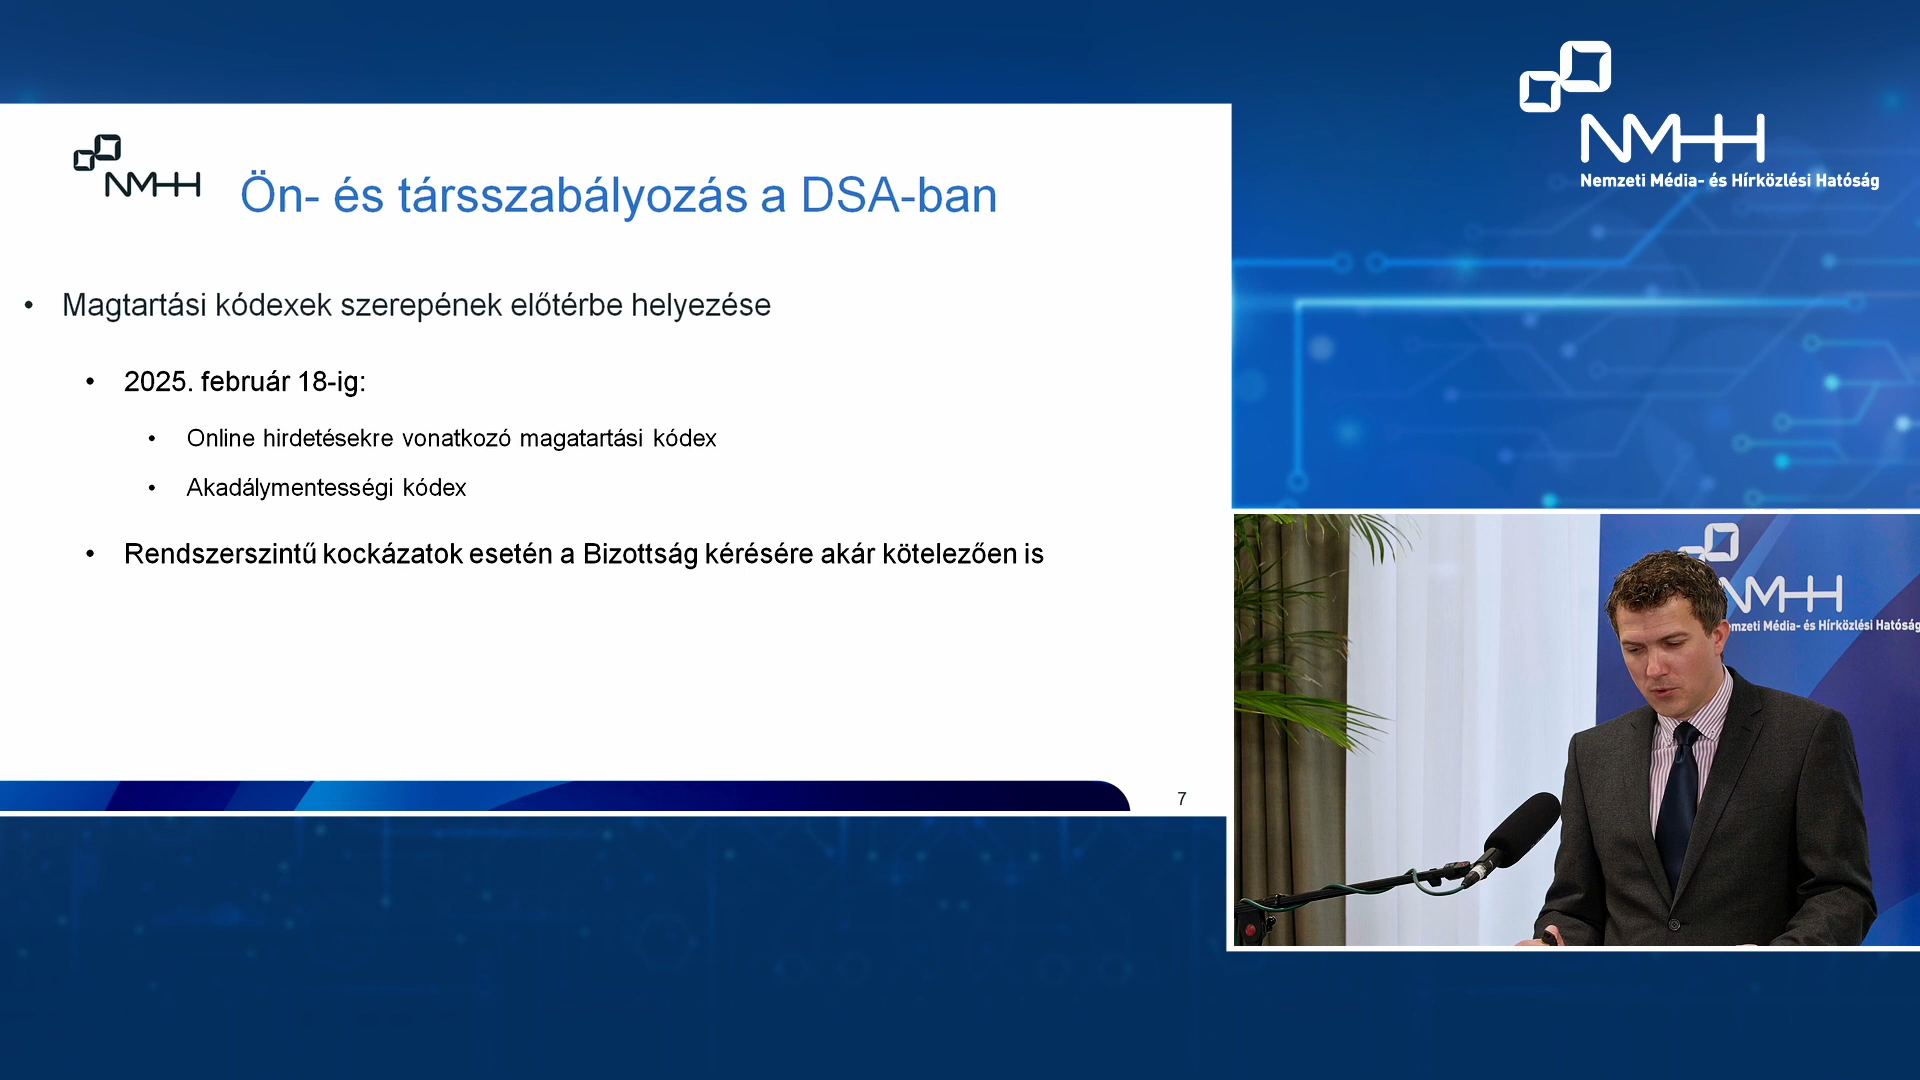 NMHH
Ön- és társszabályozás a DSA-ban
• Magtartási kódexek szerepének előtérbe helyezése
• 2025. február 18-ig:
• Online hirdetésekre vonatkozó magatartási kódex
• Akadálymentességi kódex
• Rendszerszintű kockázatok esetén a Bizottság kérésére akár kötelezően is
7
NMHH
Nemzeti Média- és Hírközlési Hatóság
NMHH
emzeti Média- és Hírközlési Hatóság